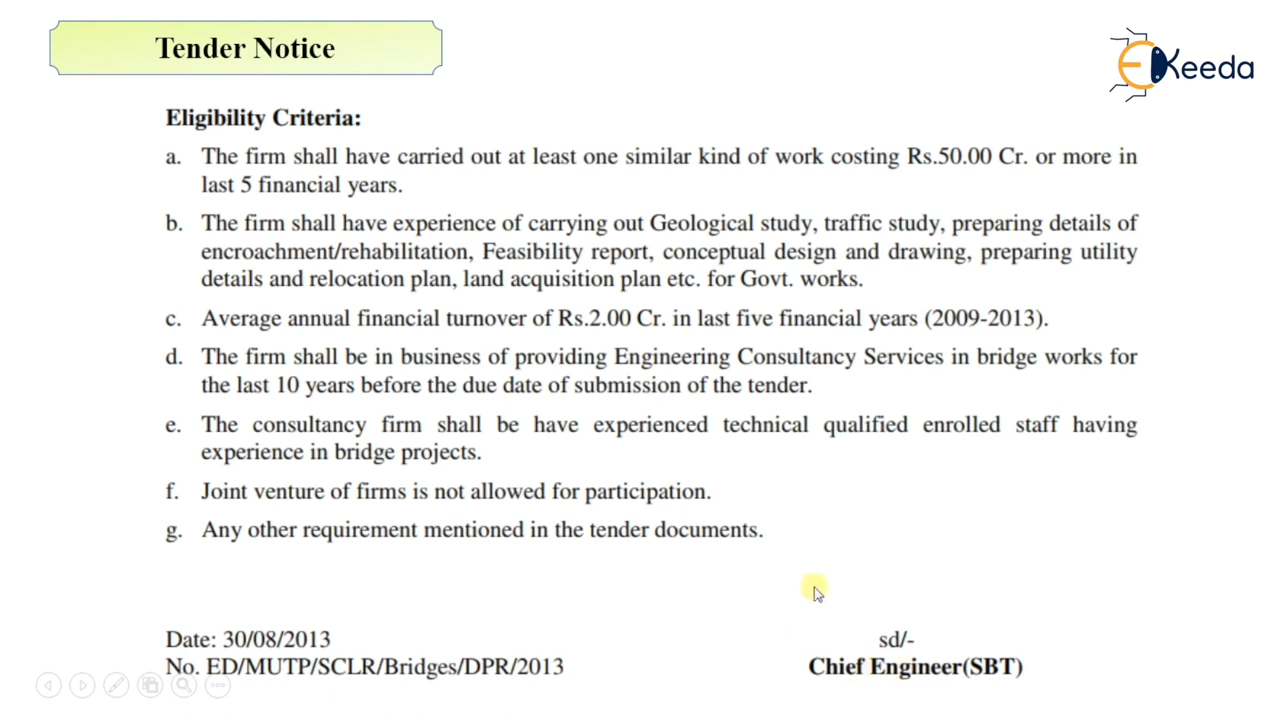 Tender Notice
EKeeda
Eligibility Criteria:
a. The firm shall have carried out at least one similar kind of work costing Rs.50.00 Cr. or more in
last 5 financial years.
b. The firm shall have experience of carrying out Geological study, traffic study, preparing details of
encroachment/rehabilitation, Feasibility report, conceptual design and drawing, preparing utility
details and relocation plan, land acquisition plan etc. for Govt. works.
c. Average annual financial turnover of Rs.2.00 Cr. in last five financial years (2009-2013).
d. The firm shall be in business of providing Engineering Consultancy Services in bridge works for
the last 10 years before the due date of submission of the tender.
e. The consultancy firm shall be have experienced technical qualified enrolled staff having
experience in bridge projects.
f. Joint venture of firms is not allowed for participation.
g. Any other requirement mentioned in the tender documents.
Date: 30/08/2013 sd/-
No. ED/MUTP/SCLR/Bridges/DPR/2013 Chief Engineer(SBT)